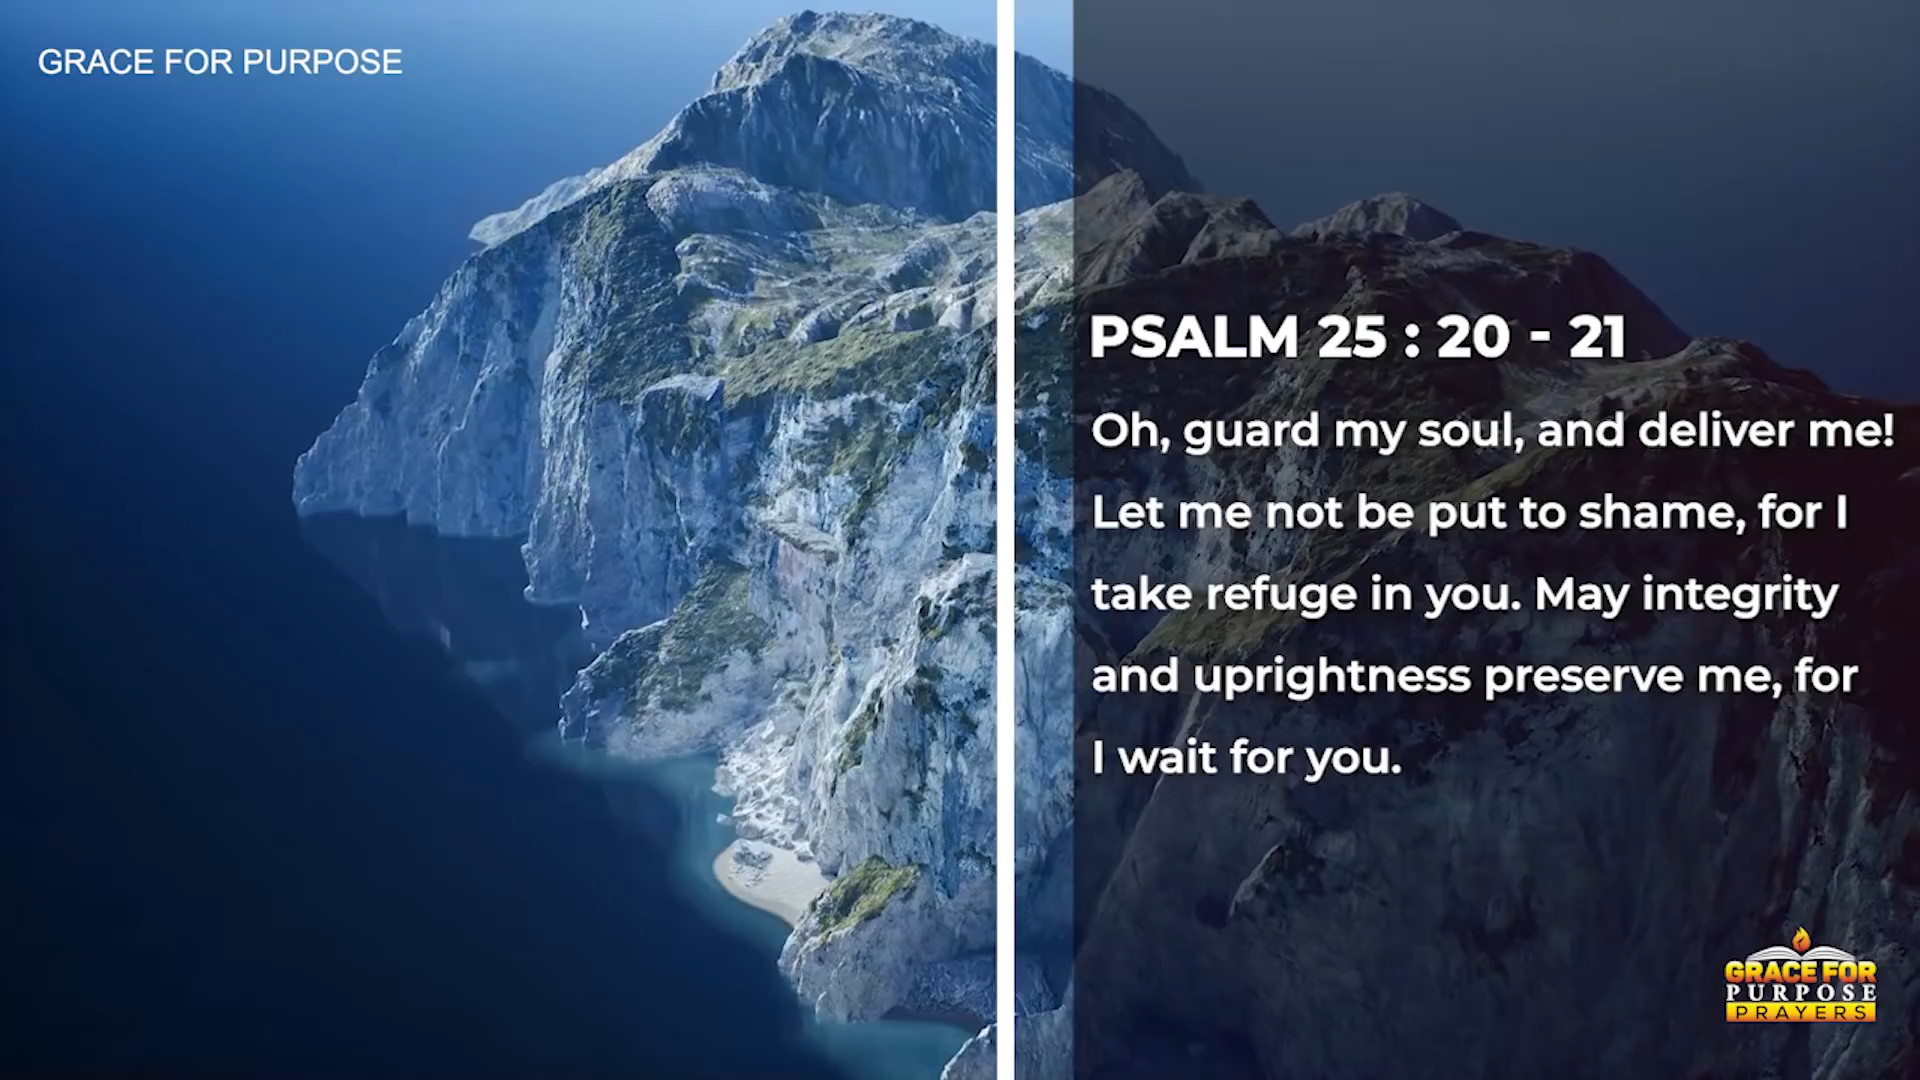 GRACE FOR PURPOSE
PSALM 25 : 20 - 21
Oh, guard my soul, and deliver me!
Let me not be put to shame, for I
take refuge in you. May integrity
and uprightness preserve me, for
I wait for you.
GRACE FOR
PURPOSE
PRAYERS